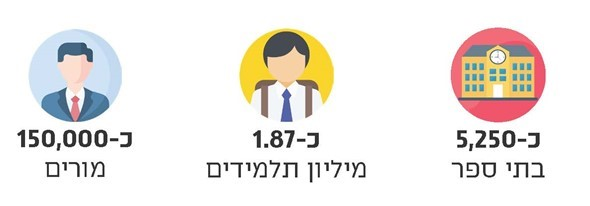 כ-5,250
בתי ספר
כ-1.87
מיליון תלמידים
כ-150,000
מורים